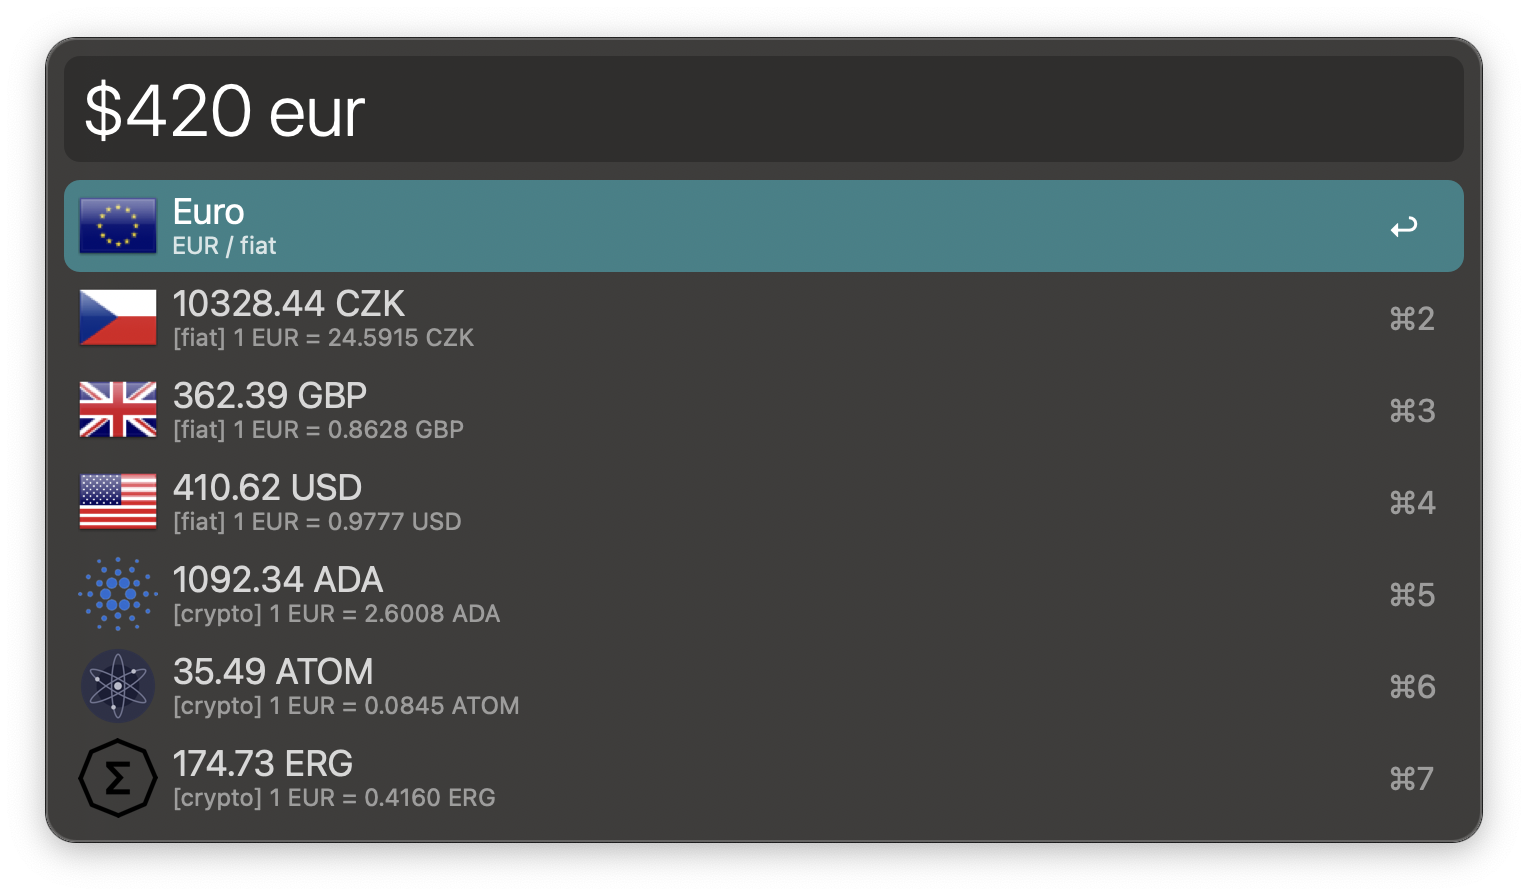 $420 eur
Euro
EUR / fiat
10328.44 CZK
[fiat] 1 EUR = 24.5915 CZK
⌘2
362.39 GBP
[fiat] 1 EUR = 0.8628 GBP
⌘3
410.62 USD
[fiat] 1 EUR = 0.9777 USD
⌘4
1092.34 ADA
[crypto] 1 EUR = 2.6008 ADA
⌘5
35.49 ATOM
[crypto] 1 EUR = 0.0845 ATOM
⌘6
Σ
174.73 ERG
[crypto] 1 EUR = 0.4160 ERG
⌘7